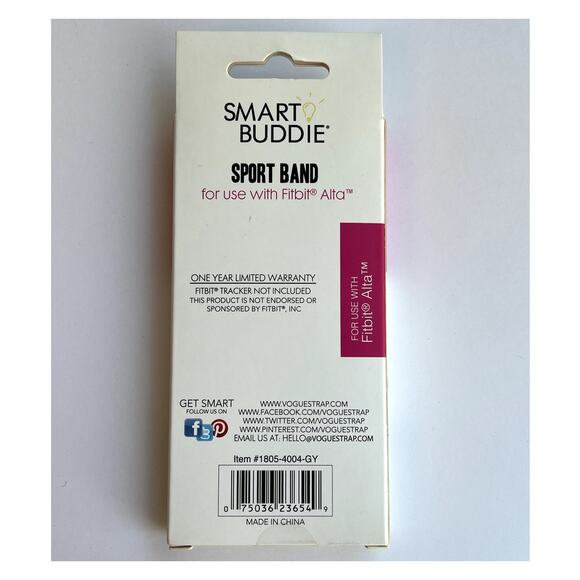 SMART
BUDDIE®
SPORT BAND
for use with Fitbit® Alta™
FOR USE WITH
Fitbit® Alta™
ONE YEAR LIMITED WARRANTY
FITBIT® TRACKER NOT INCLUDED
THIS PRODUCT IS NOT ENDORSED OR
SPONSORED BY FITBIT®, INC
GET SMART
FOLLOW US ON
WWW.VOGUESTRAP.COM
WWW.FACEBOOK.COM/VOGUESTRAP
WWW.TWITTER.COM/VOGUESTRAP
WWW.PINTEREST.COM/VOGUESTRAP
EMAIL US AT: HELLO@VOGUESTRAP.COM
Item #1805-4004-GY
0 75036 23654 9
MADE IN CHINA